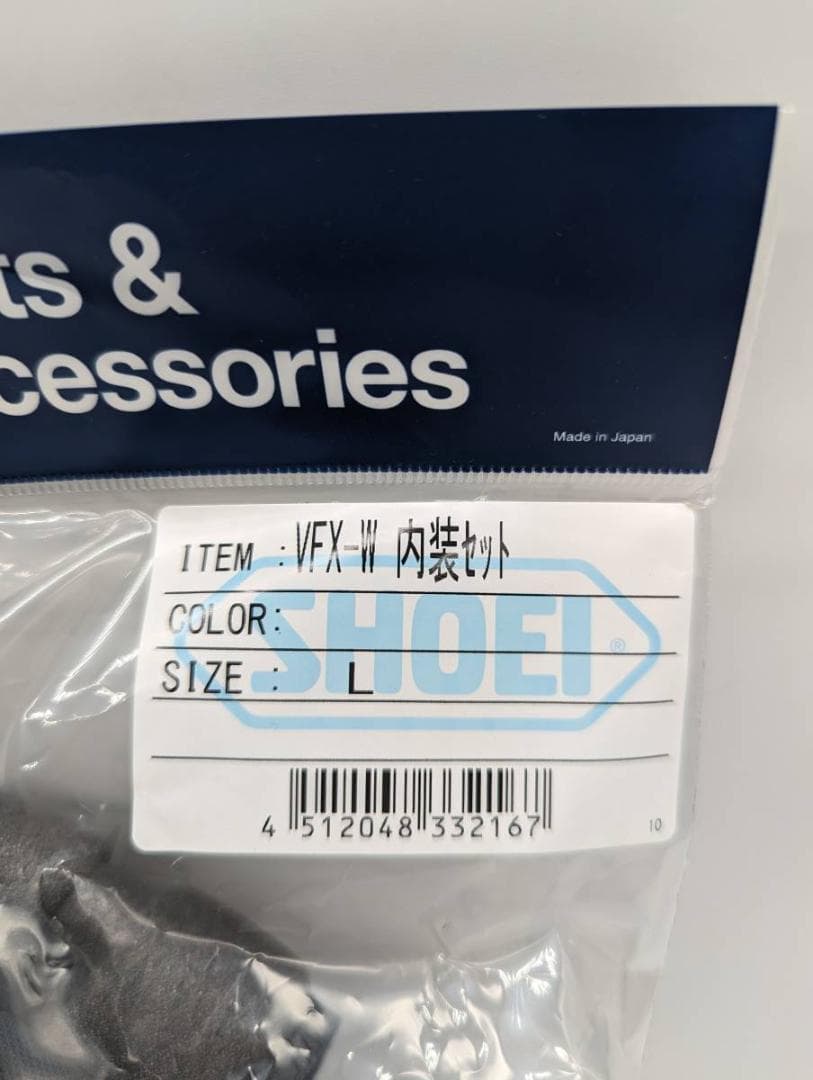 ts &
cessories
Made in Japan
ITEM :VFX-W 内装ｾｯﾄ
COLOR:
SHOEI®
SIZE : L
4 512048 332167
10